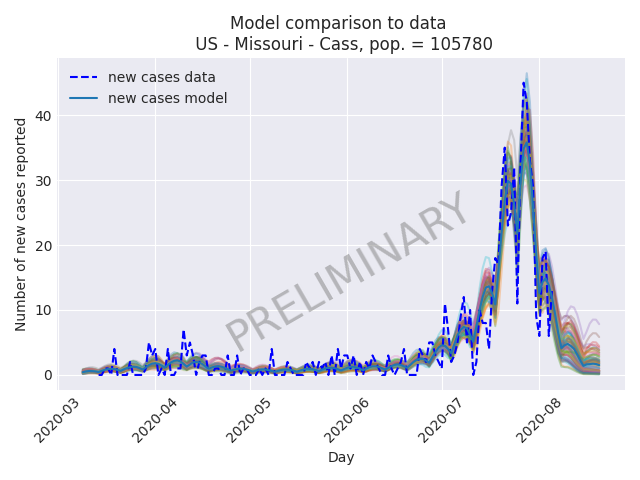 Model comparison to data
US - Missouri - Cass, pop. = 105780
new cases data
new cases model
Number of new cases reported
40
30
20
10
0
PRELIMINARY
2020-03
2020-04
2020-05
2020-06
2020-07
2020-08
Day